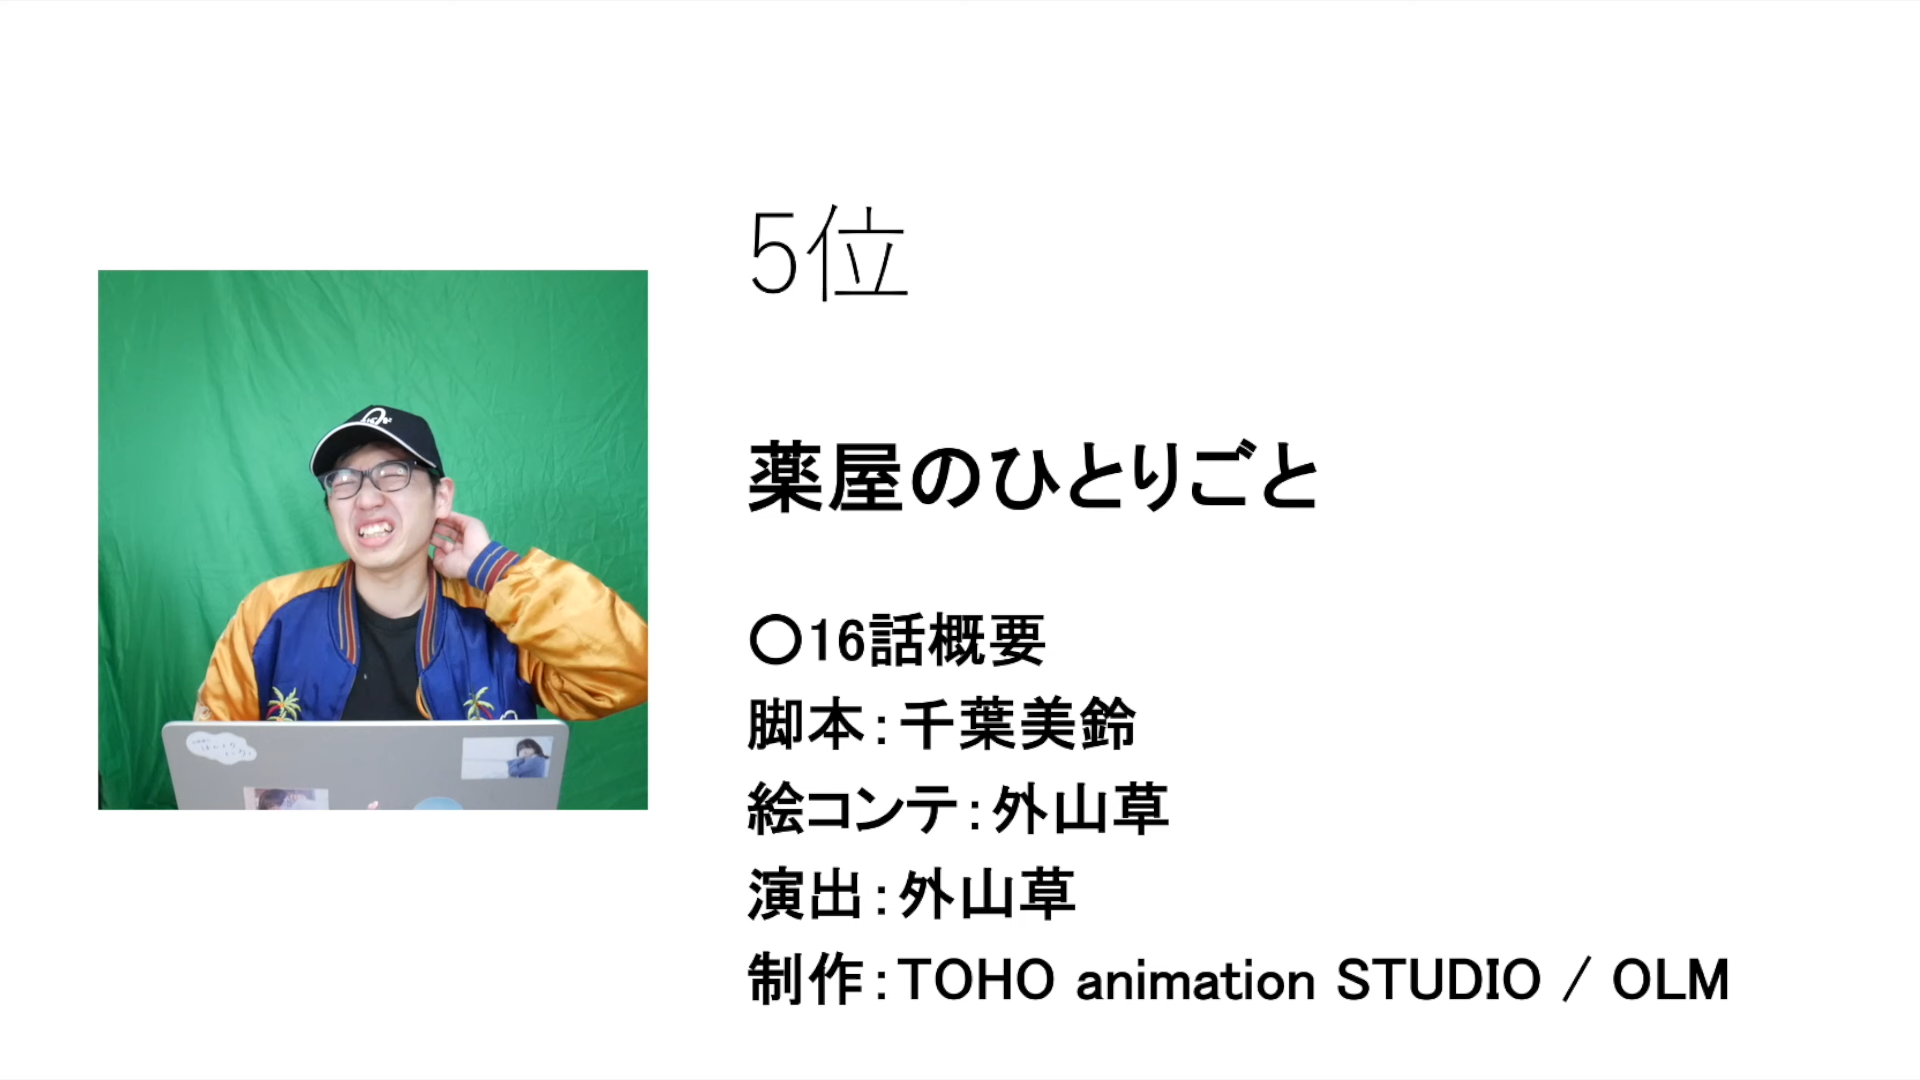 5位
薬屋のひとりごと
〇16話概要
脚本：千葉美鈴
絵コンテ：外山草
演出：外山草
制作：TOHO animation STUDIO / OLM